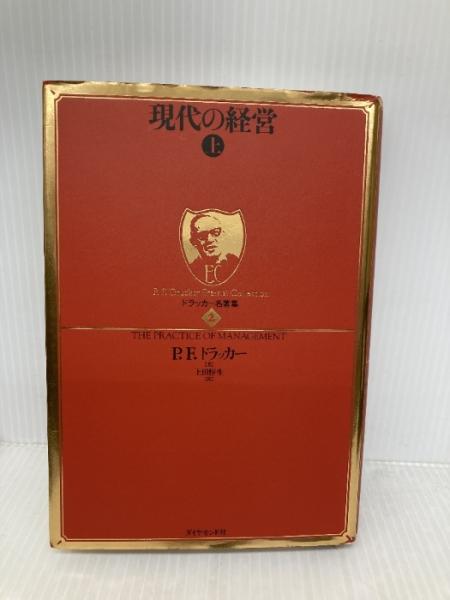 現代の経営
上
EC
P. F. Drucker Eternal Collection
ドラッカー名著集
2
THE PRACTICE OF MANAGEMENT
P.F.ドラッカー
[著]
上田惇生
[訳]
ダイヤモンド社